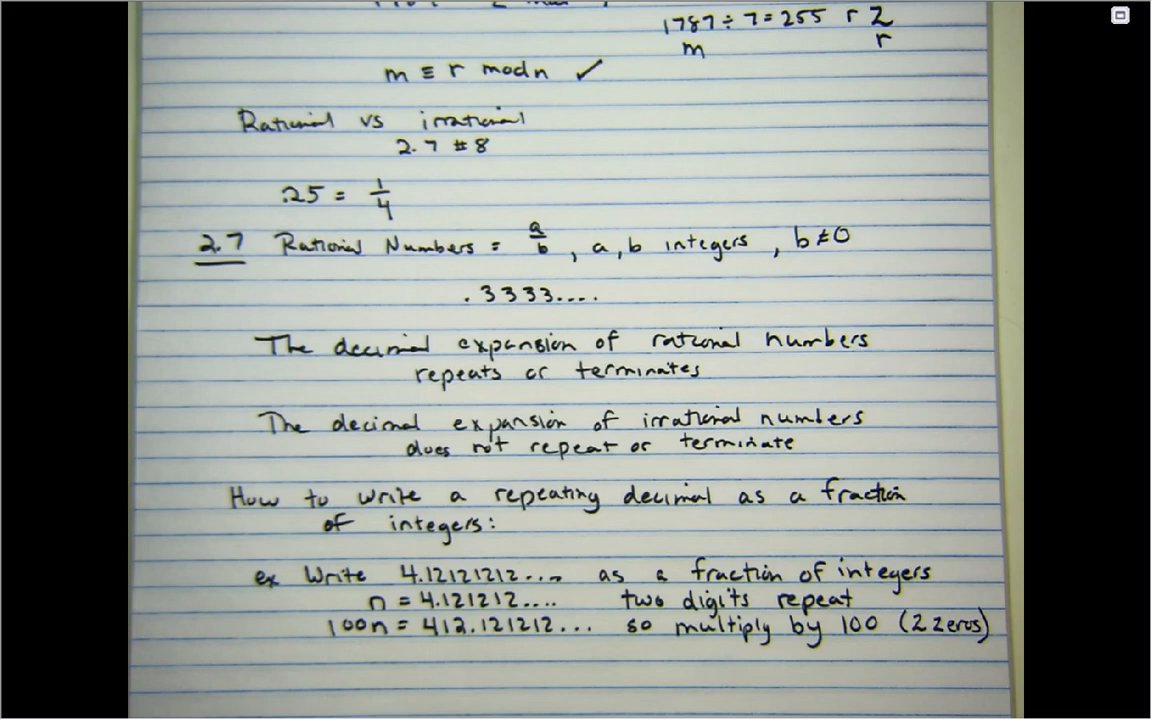 1787 ÷ 7 = 255 r 2
m r
m ≡ r mod n ✓
Rational vs irrational
2.7 #8
.25 = 1/4
2.7 Rational Numbers = a/b , a, b integers , b≠0
.3333....
The decimal expansion of rational numbers
repeats or terminates
The decimal expansion of irrational numbers
does not repeat or terminate
How to write a repeating decimal as a fraction
of integers:
ex Write 4.12121212.... as a fraction of integers
n = 4.121212.... two digits repeat
100n = 412.121212... so multiply by 100 (2 zeros)